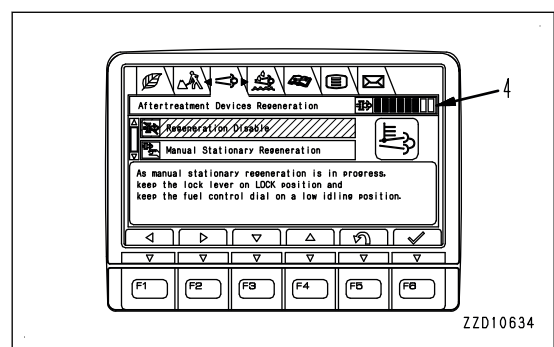 4
Aftertreatment Devices Regeneration
Regeneration Disable
Manual Stationary Regeneration
As manual stationary regeneration is in progress,
keep the lock lever on LOCK position and
keep the fuel control dial on a low idling position.
F1 F2 F3 F4 F5 F6
ZZD10634